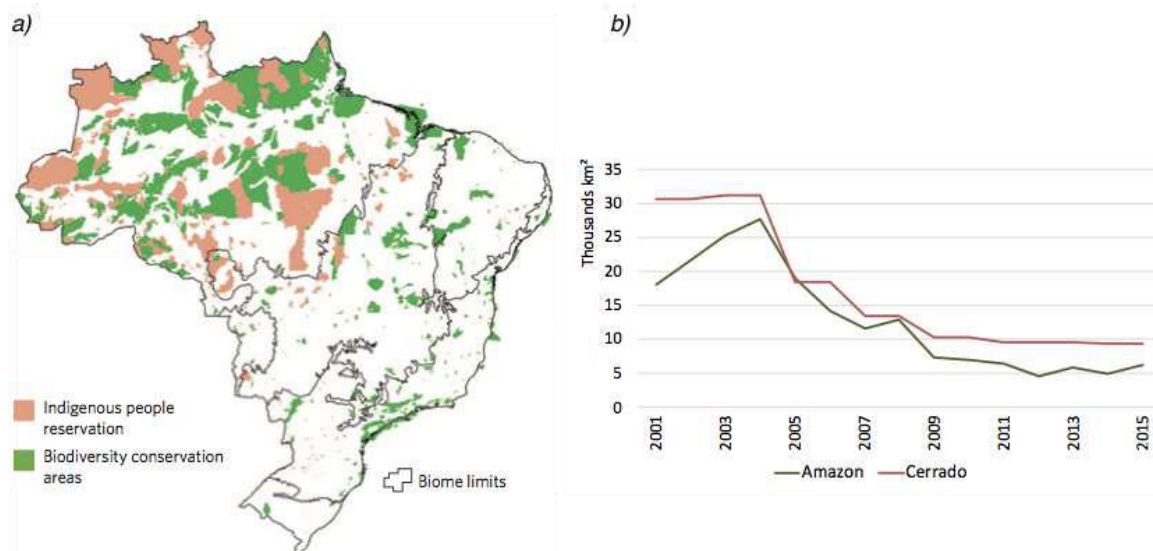 a)
Indigenous people
reservation
Biodiversity conservation
areas
Biome limits
b)
Thousands km²
35
30
25
20
15
10
5
0
2001
2003
2005
2007
2009
2011
2013
2015
Amazon
Cerrado